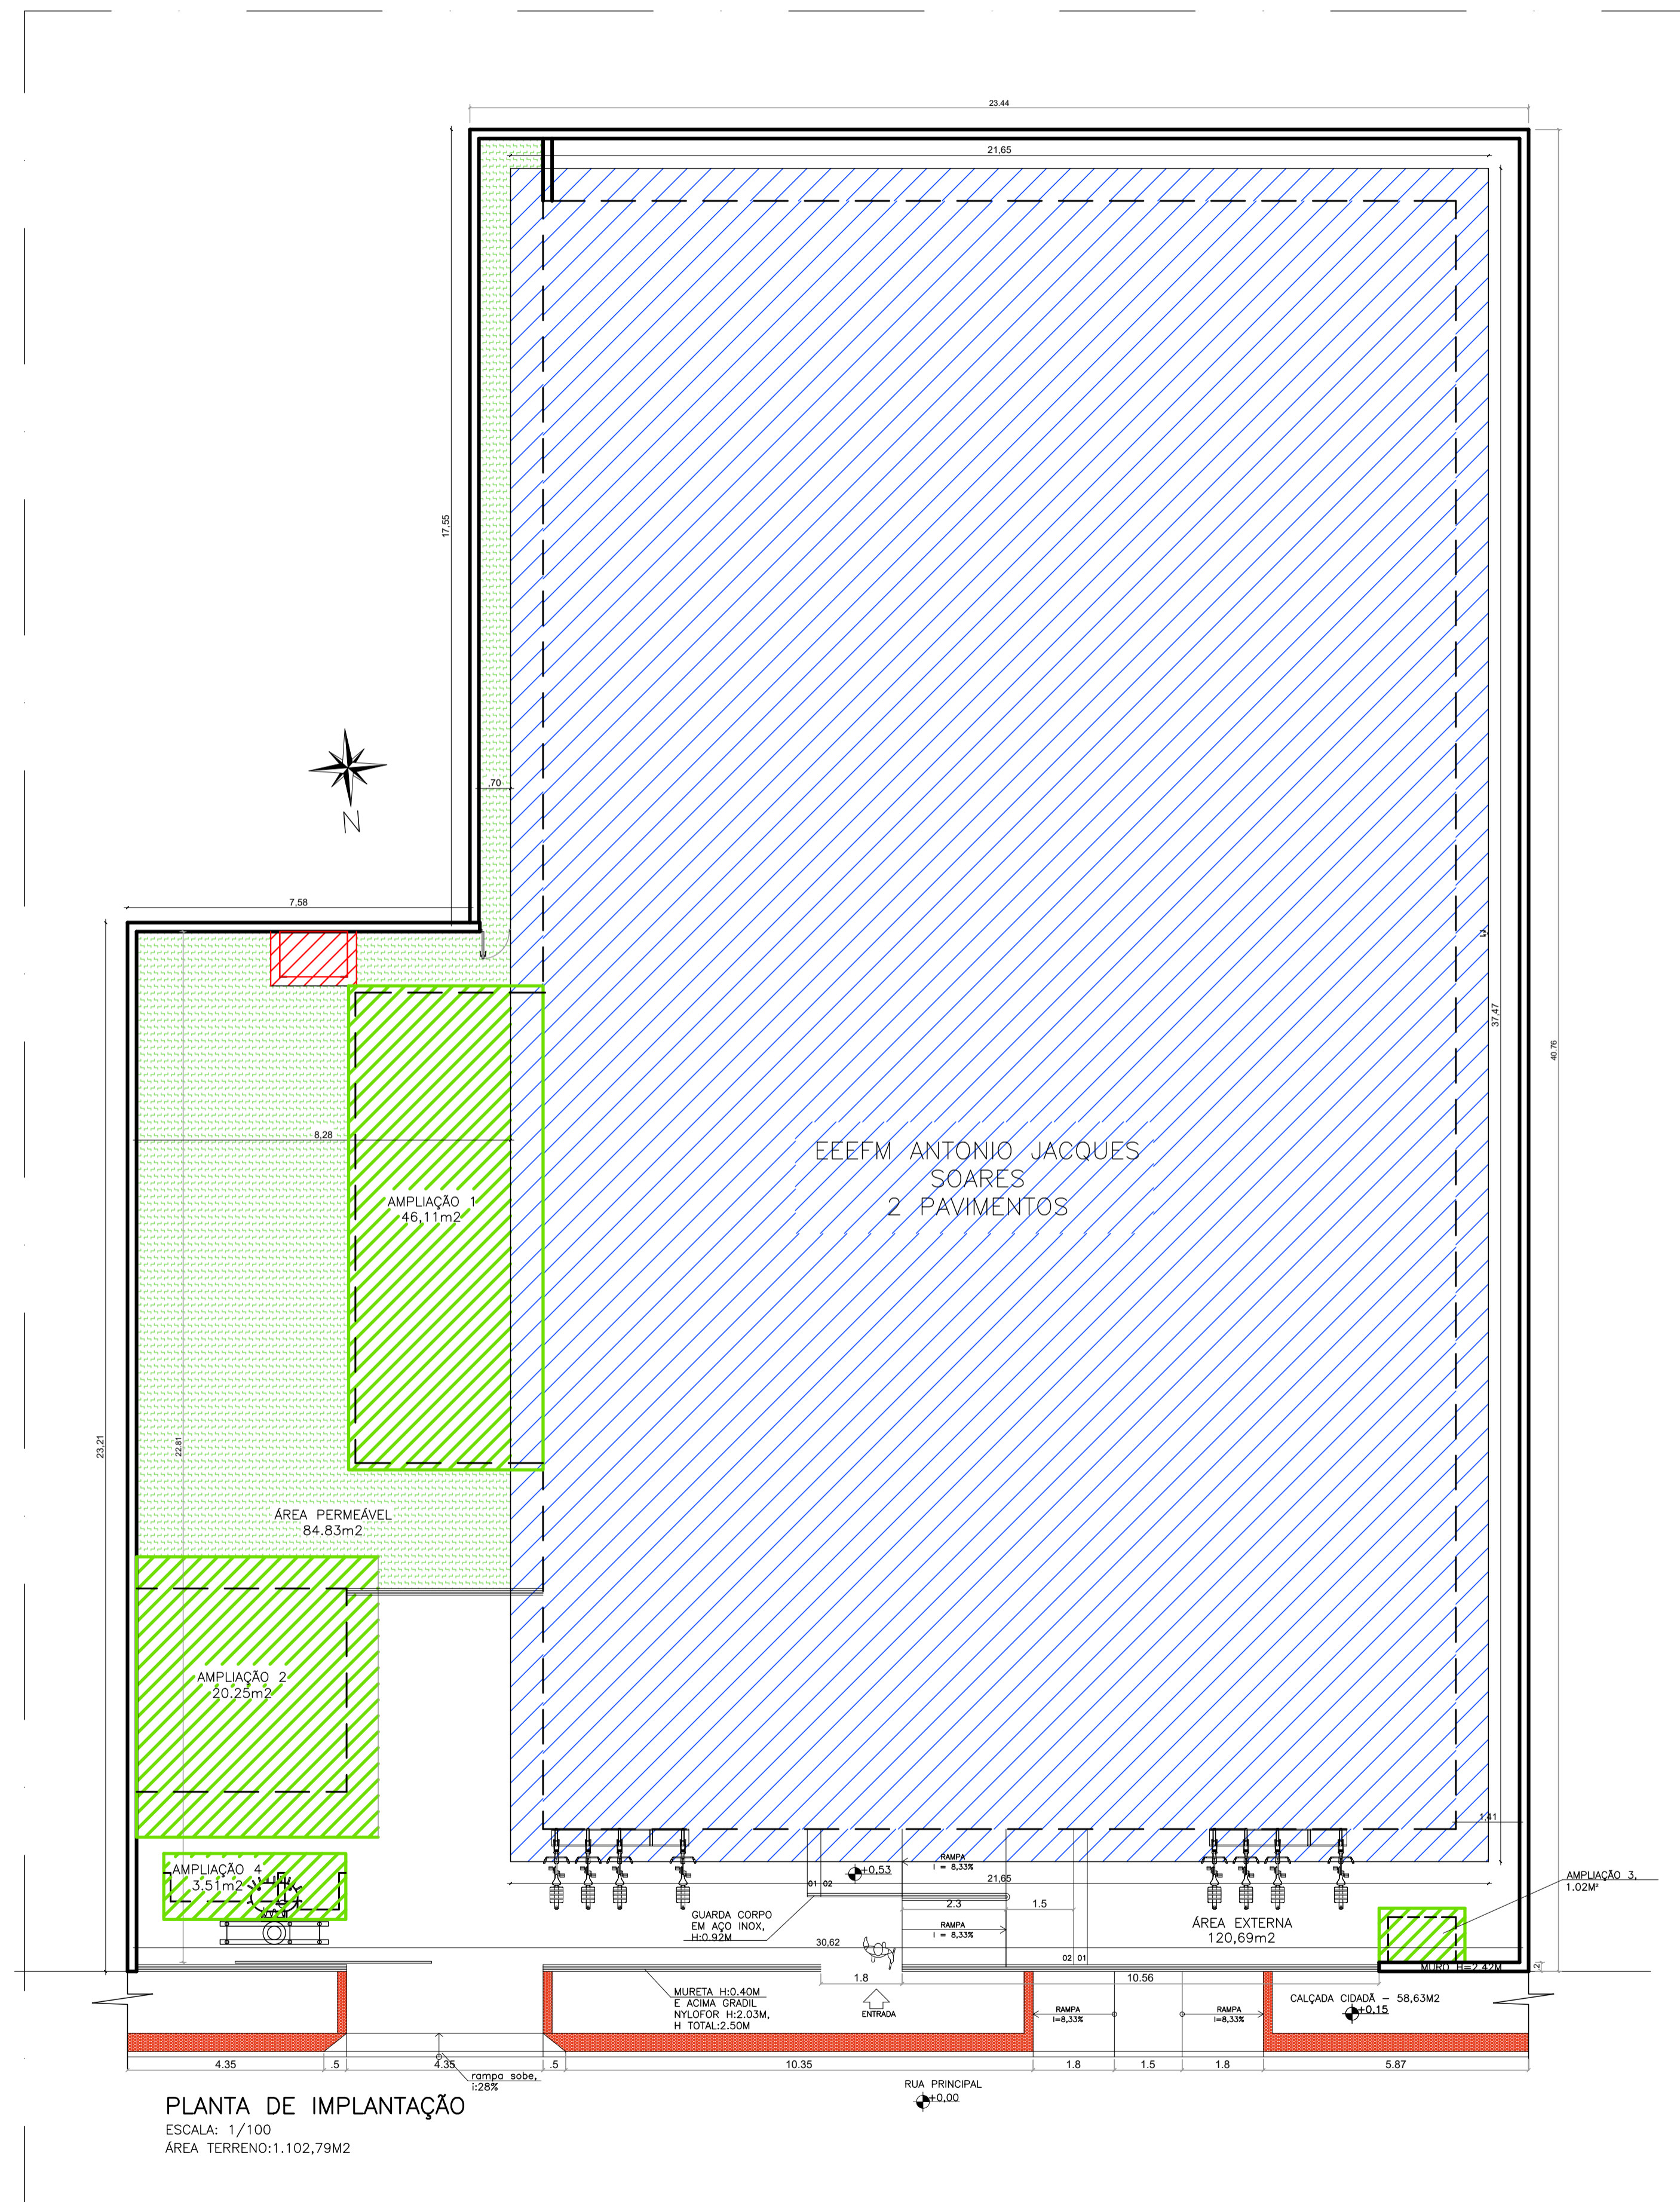 23.44
21,65
17,55
,70
N
7,58
37,47
40.76
8,28
EEEFM ANTONIO JACQUES
SOARES
2 PAVIMENTOS
AMPLIAÇÃO 1
46,11m2
23,21
22.81
ÁREA PERMEÁVEL
84.83m2
AMPLIAÇÃO 2
20.25m2
1,41
AMPLIAÇÃO 4
3.51m2
+0,53
RAMPA
I = 8,33%
21,65
01 02
AMPLIAÇÃO 3,
1.02M²
GUARDA CORPO
EM AÇO INOX,
H:0.92M
2.3
1.5
RAMPA
I = 8,33%
ÁREA EXTERNA
120,69m2
30,62
02 01
MURO H=2.42M
.2
1.8
10.56
MURETA H:0.40M
E ACIMA GRADIL
NYLOFOR H:2.03M,
H TOTAL:2.50M
ENTRADA
RAMPA
I=8,33%
RAMPA
I=8,33%
CALÇADA CIDADÃ – 58,63M2
+0,15
4.35
.5
4.35
.5
10.35
1.8
1.5
1.8
5.87
rampa sobe,
i:28%
RUA PRINCIPAL
+0,00
PLANTA DE IMPLANTAÇÃO
ESCALA: 1/100
ÁREA TERRENO:1.102,79M2